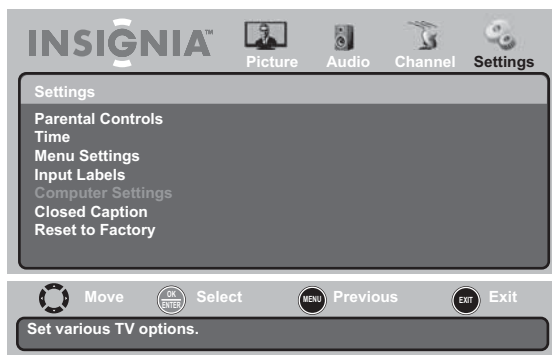 INSIGNIA™
Picture Audio Channel Settings
Settings
Parental Controls
Time
Menu Settings
Input Labels
Computer Settings
Closed Caption
Reset to Factory
Move OK ENTER Select MENU Previous EXIT Exit
Set various TV options.